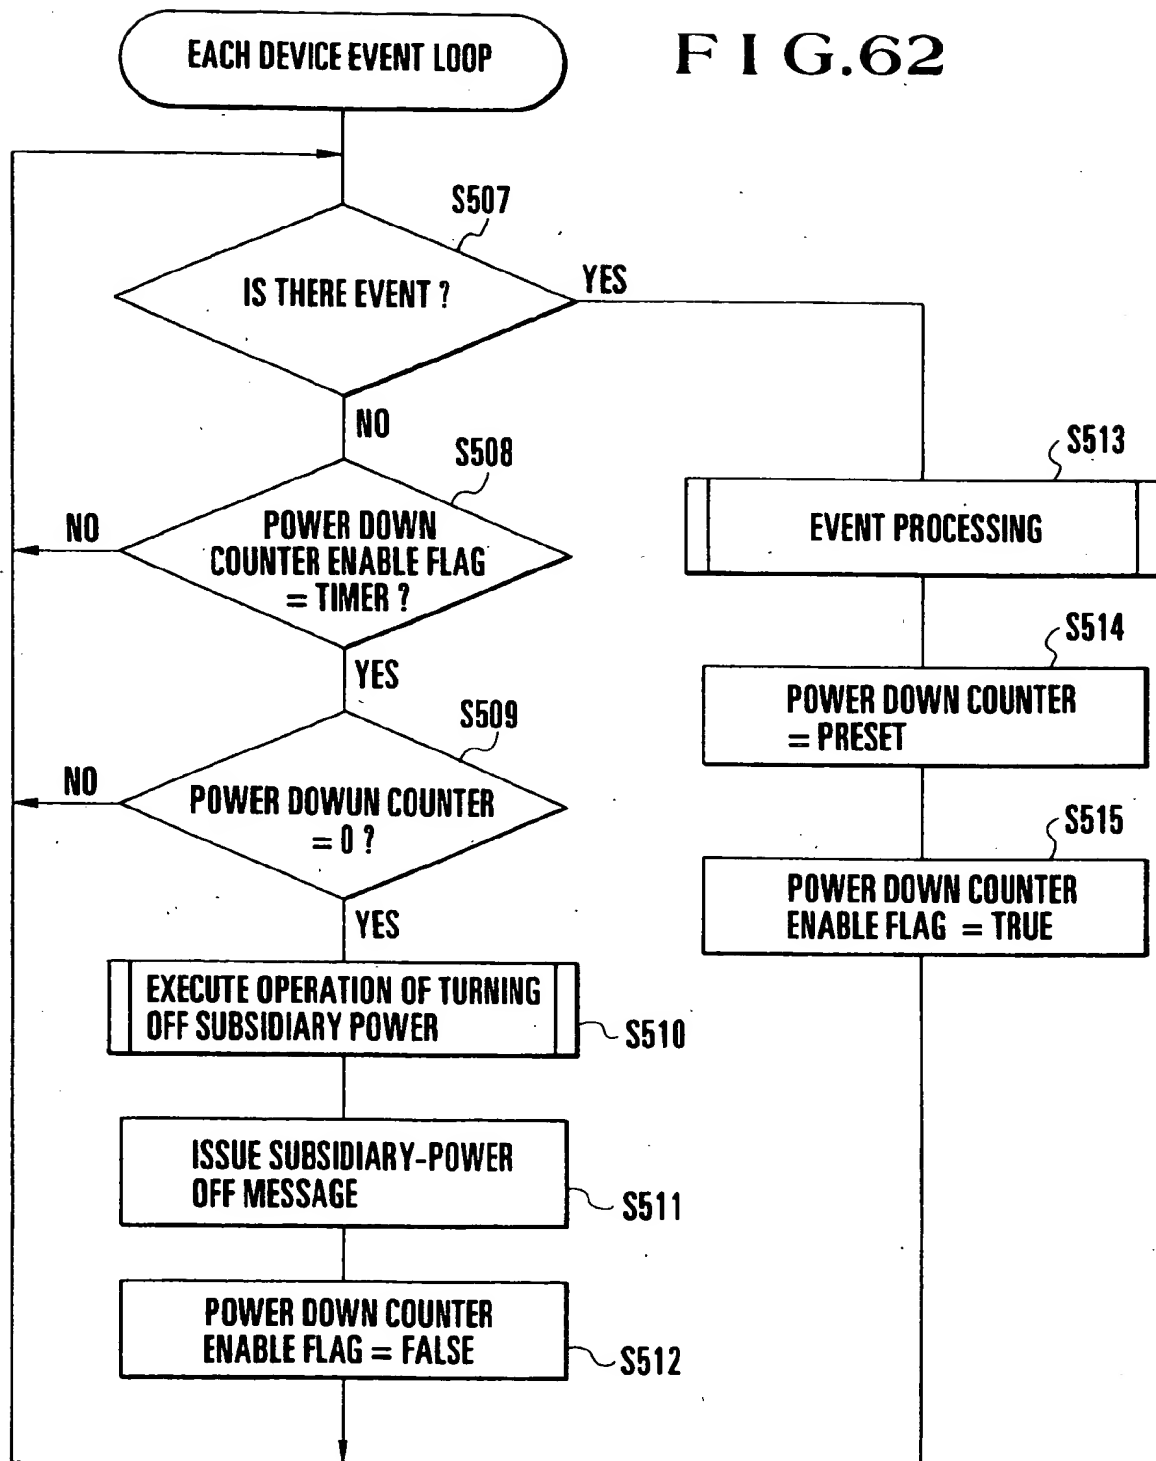 EACH DEVICE EVENT LOOP
FIG.62
S507
IS THERE EVENT ?
YES
NO
S508
NO
POWER DOWN
COUNTER ENABLE FLAG
= TIMER ?
YES
S509
NO
POWER DOWUN COUNTER
= 0 ?
YES
EXECUTE OPERATION OF TURNING
OFF SUBSIDIARY POWER
S510
ISSUE SUBSIDIARY-POWER
OFF MESSAGE
S511
POWER DOWN COUNTER
ENABLE FLAG = FALSE
S512
S513
EVENT PROCESSING
S514
POWER DOWN COUNTER
= PRESET
S515
POWER DOWN COUNTER
ENABLE FLAG = TRUE